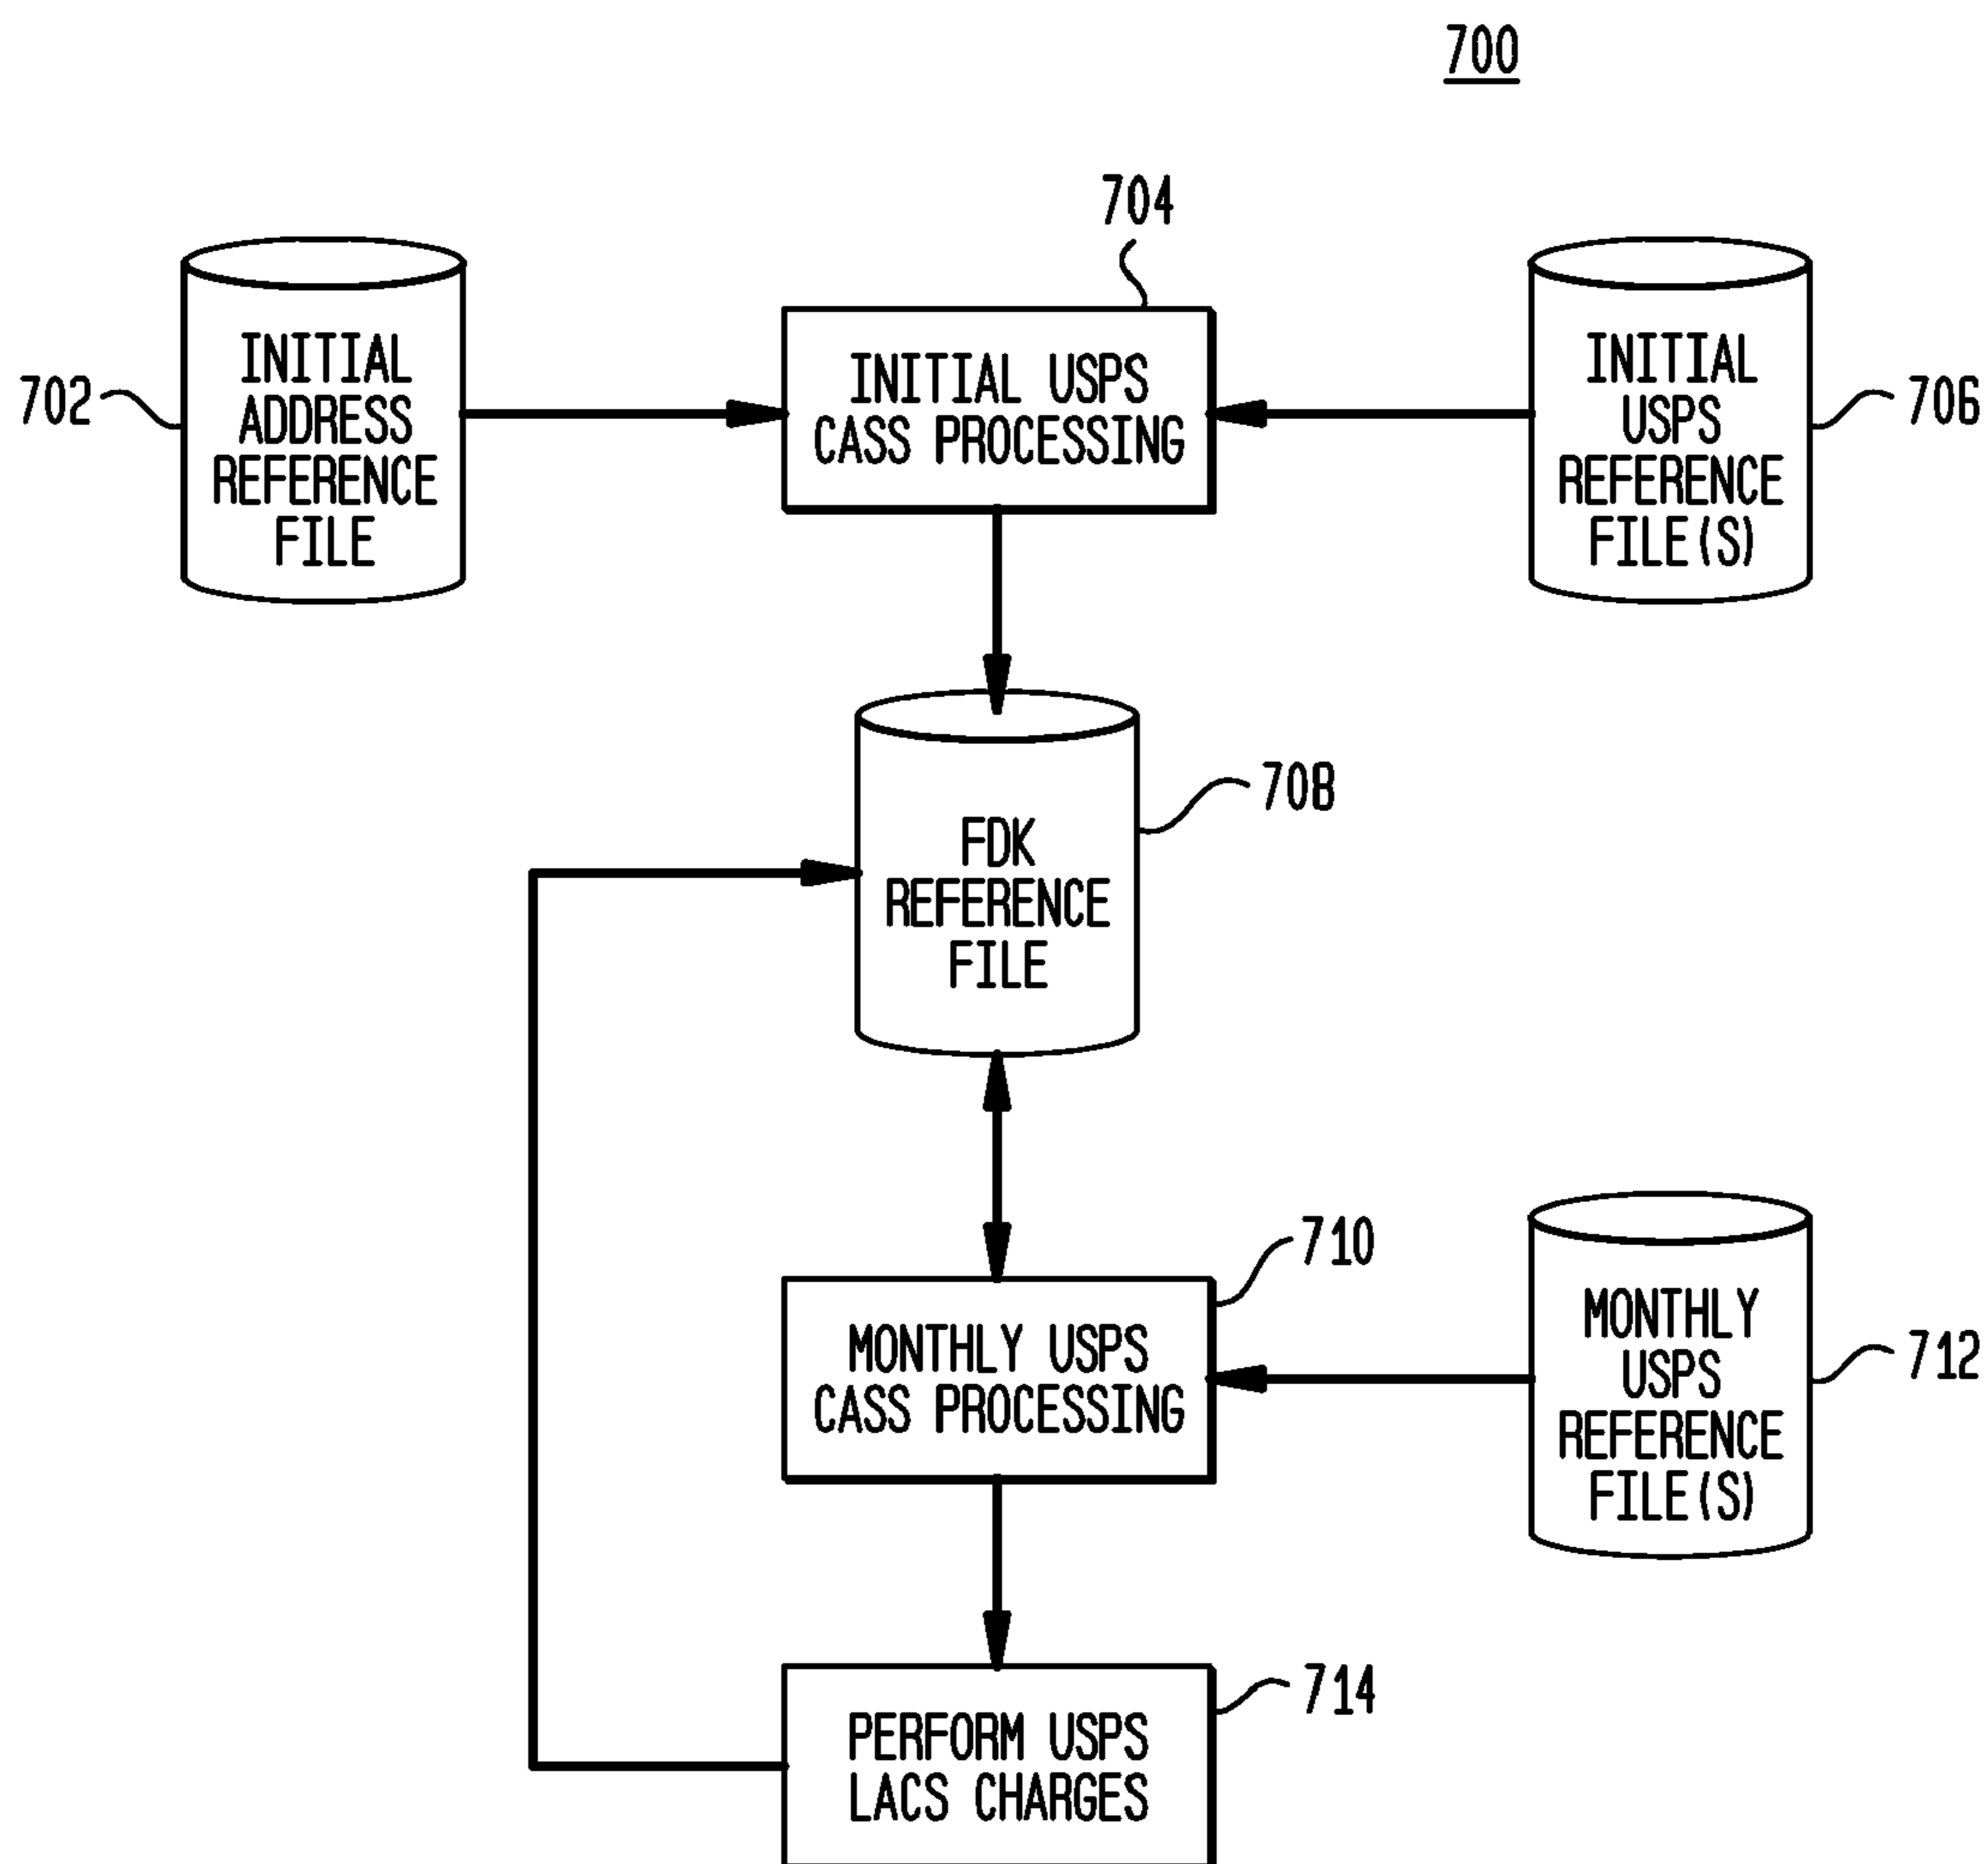 700
704
INITIAL
ADDRESS
REFERENCE
FILE
702
INITIAL USPS
CASS PROCESSING
INITIAL
USPS
REFERENCE
FILE(S)
706
708
FDK
REFERENCE
FILE
710
MONTHLY USPS
CASS PROCESSING
MONTHLY
USPS
REFERENCE
FILE(S)
712
714
PERFORM USPS
LACS CHARGES